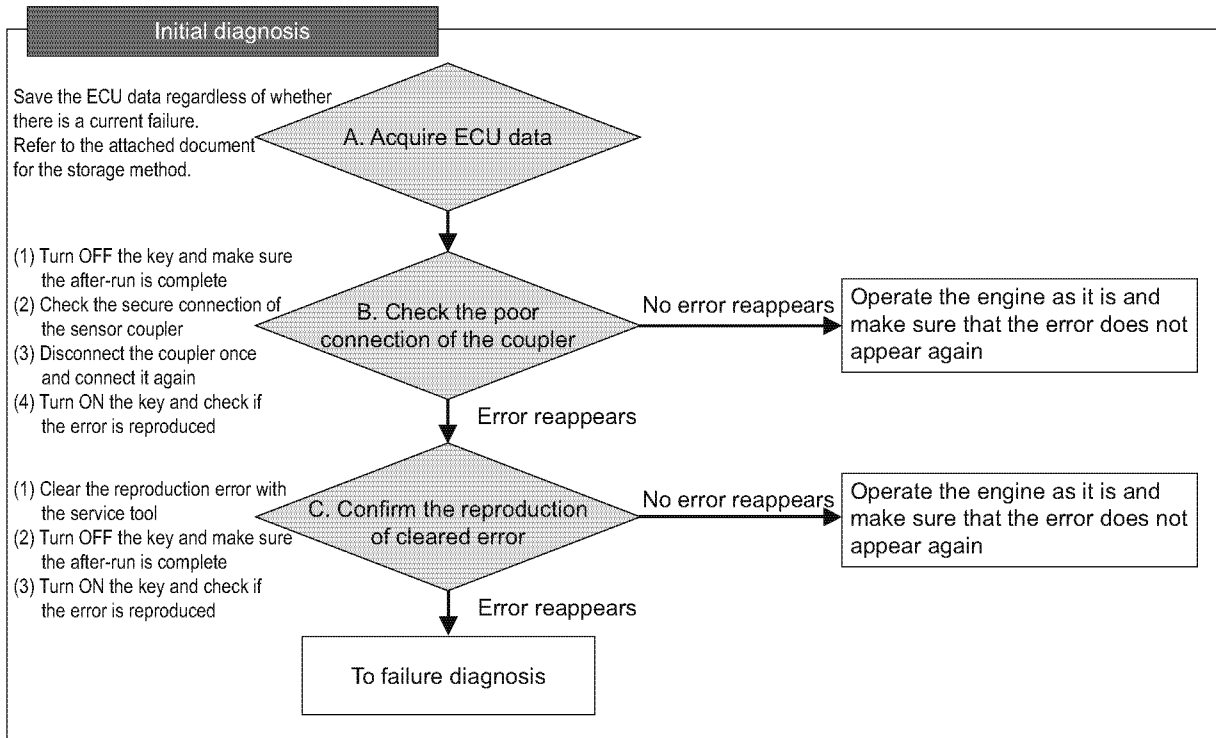 Initial diagnosis
Save the ECU data regardless of whether
there is a current failure.
Refer to the attached document
for the storage method.
A. Acquire ECU data
(1) Turn OFF the key and make sure
the after-run is complete
(2) Check the secure connection of
the sensor coupler
(3) Disconnect the coupler once
and connect it again
(4) Turn ON the key and check if
the error is reproduced
B. Check the poor
connection of the coupler
No error reappears
Operate the engine as it is and
make sure that the error does not
appear again
Error reappears
(1) Clear the reproduction error with
the service tool
(2) Turn OFF the key and make sure
the after-run is complete
(3) Turn ON the key and check if
the error is reproduced
C. Confirm the reproduction
of cleared error
No error reappears
Operate the engine as it is and
make sure that the error does not
appear again
Error reappears
To failure diagnosis